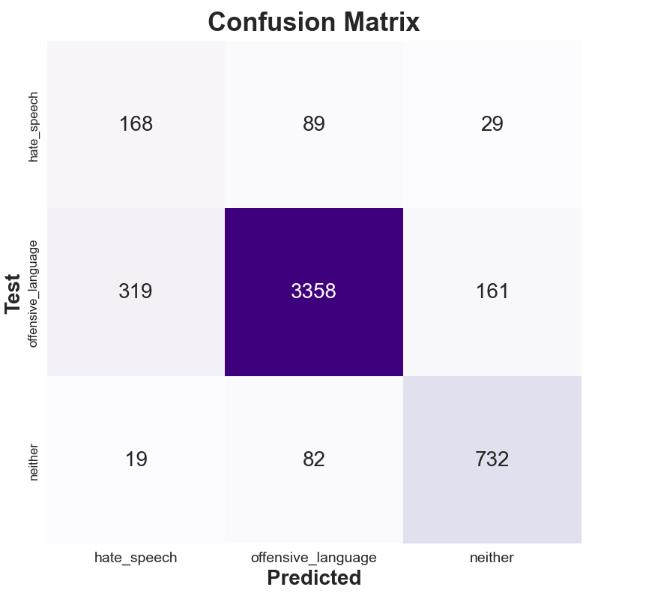 Confusion Matrix
Test
hate_speech
168 89 29
offensive_language
319 3358 161
neither
19 82 732
hate_speech offensive_language neither
Predicted